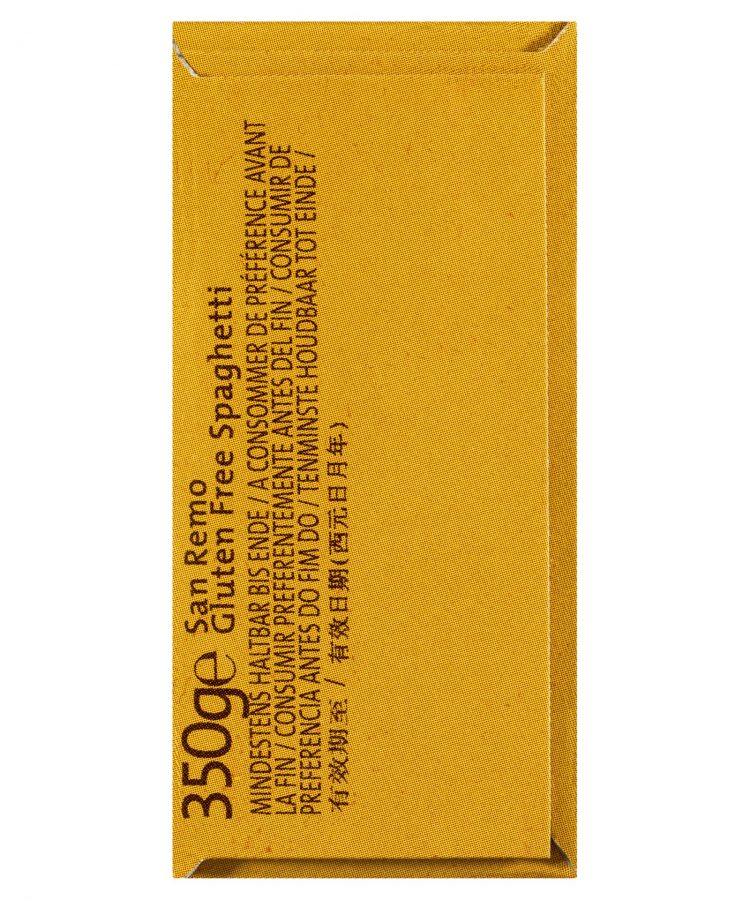 350g℮ San Remo
Gluten Free Spaghetti
MINDESTENS HALTBAR BIS ENDE / A CONSOMMER DE PRÉFÉRENCE AVANT
LA FIN / CONSUMIR PREFERENTEMENTE ANTES DEL FIN / CONSUMIR DE
PREFERENCIA ANTES DO FIM DO / TENMINSTE HOUDBAAR TOT EINDE /
有效期至 / 有效日期(西元日月年)